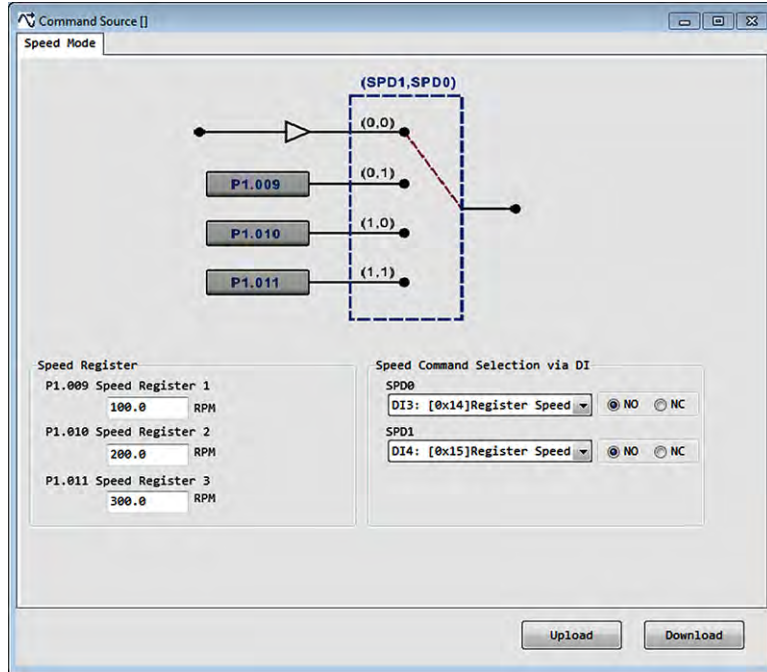 Command Source []
Speed Mode
(SPD1,SPD0)
(0,0)
P1.009
(0,1)
P1.010
(1,0)
P1.011
(1,1)
Speed Register
P1.009 Speed Register 1
100.0 RPM
P1.010 Speed Register 2
200.0 RPM
P1.011 Speed Register 3
300.0 RPM
Speed Command Selection via DI
SPD0
DI3: [0x14]Register Speed NO NC
SPD1
DI4: [0x15]Register Speed NO NC
Upload Download